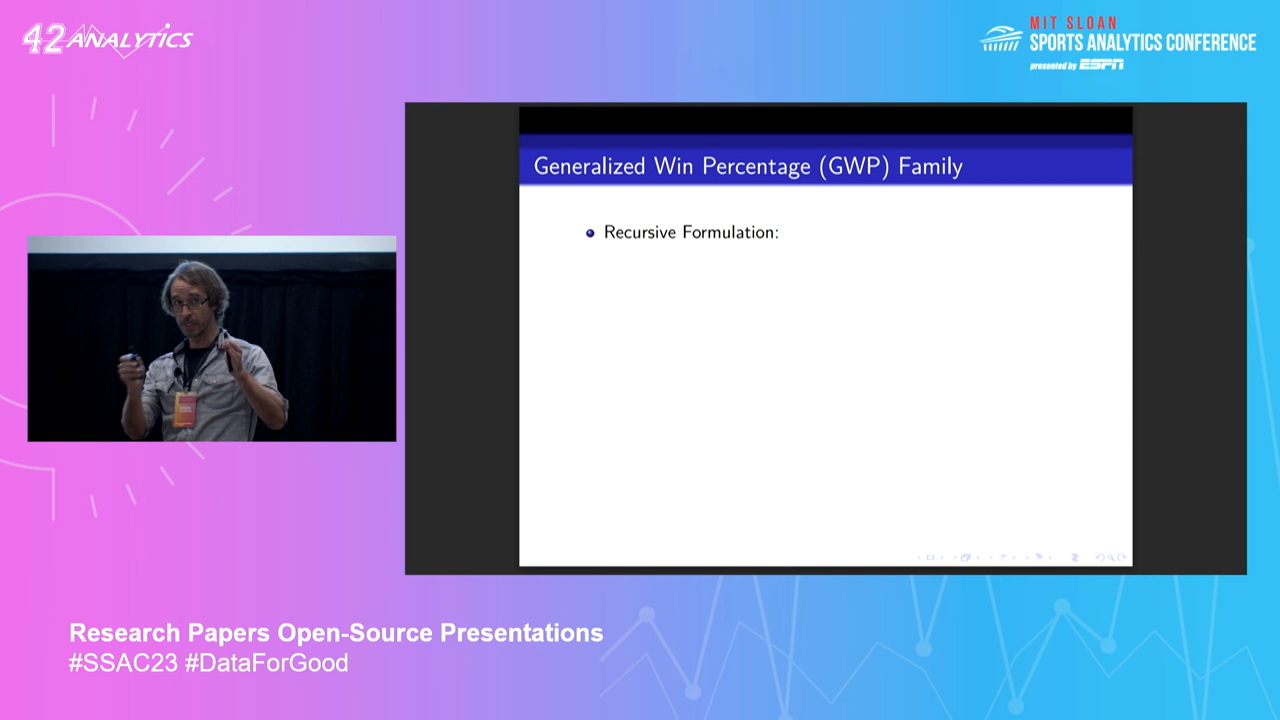 42 ANALYTICS
MIT SLOAN
SPORTS ANALYTICS CONFERENCE
presented by ESPN
Generalized Win Percentage (GWP) Family
Recursive Formulation:
Research Papers Open-Source Presentations
#SSAC23 #DataForGood